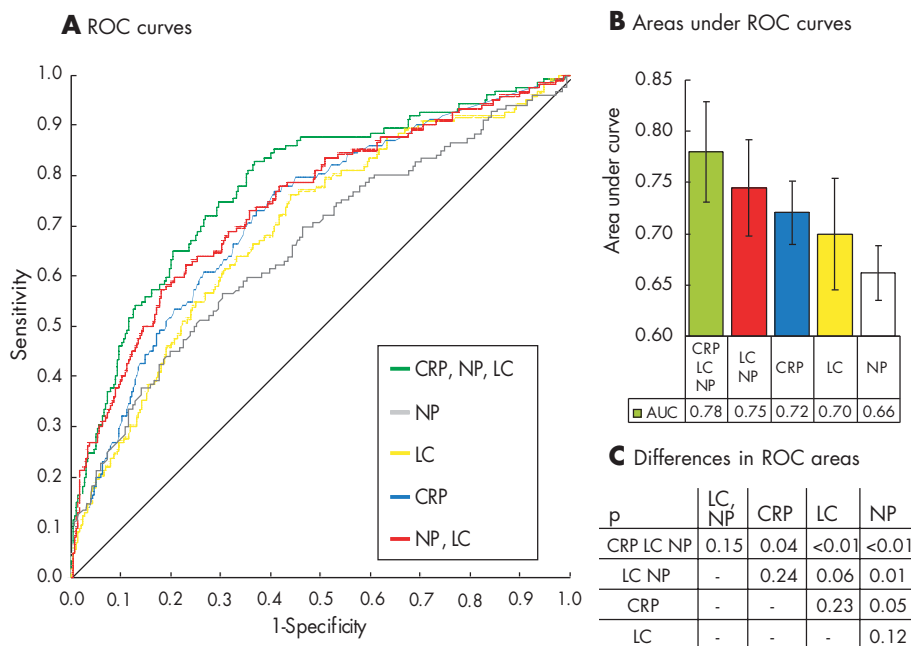 A ROC curves
1.0
0.9
0.8
0.7
0.6
0.5
0.4
0.3
0.2
0.1
0.0
Sensitivity
0.0 0.1 0.2 0.3 0.4 0.5 0.6 0.7 0.8 0.9 1.0
1-Specificity
CRP, NP, LC
NP
LC
CRP
NP, LC
B Areas under ROC curves
0.85
0.80
0.75
0.70
0.65
0.60
Area under curve
CRP LC NP
LC NP
CRP
LC
NP
AUC 0.78 0.75 0.72 0.70 0.66
C Differences in ROC areas
p LC, NP CRP LC NP
CRP LC NP 0.15 0.04 <0.01 <0.01
LC NP - 0.24 0.06 0.01
CRP - - 0.23 0.05
LC - - - 0.12